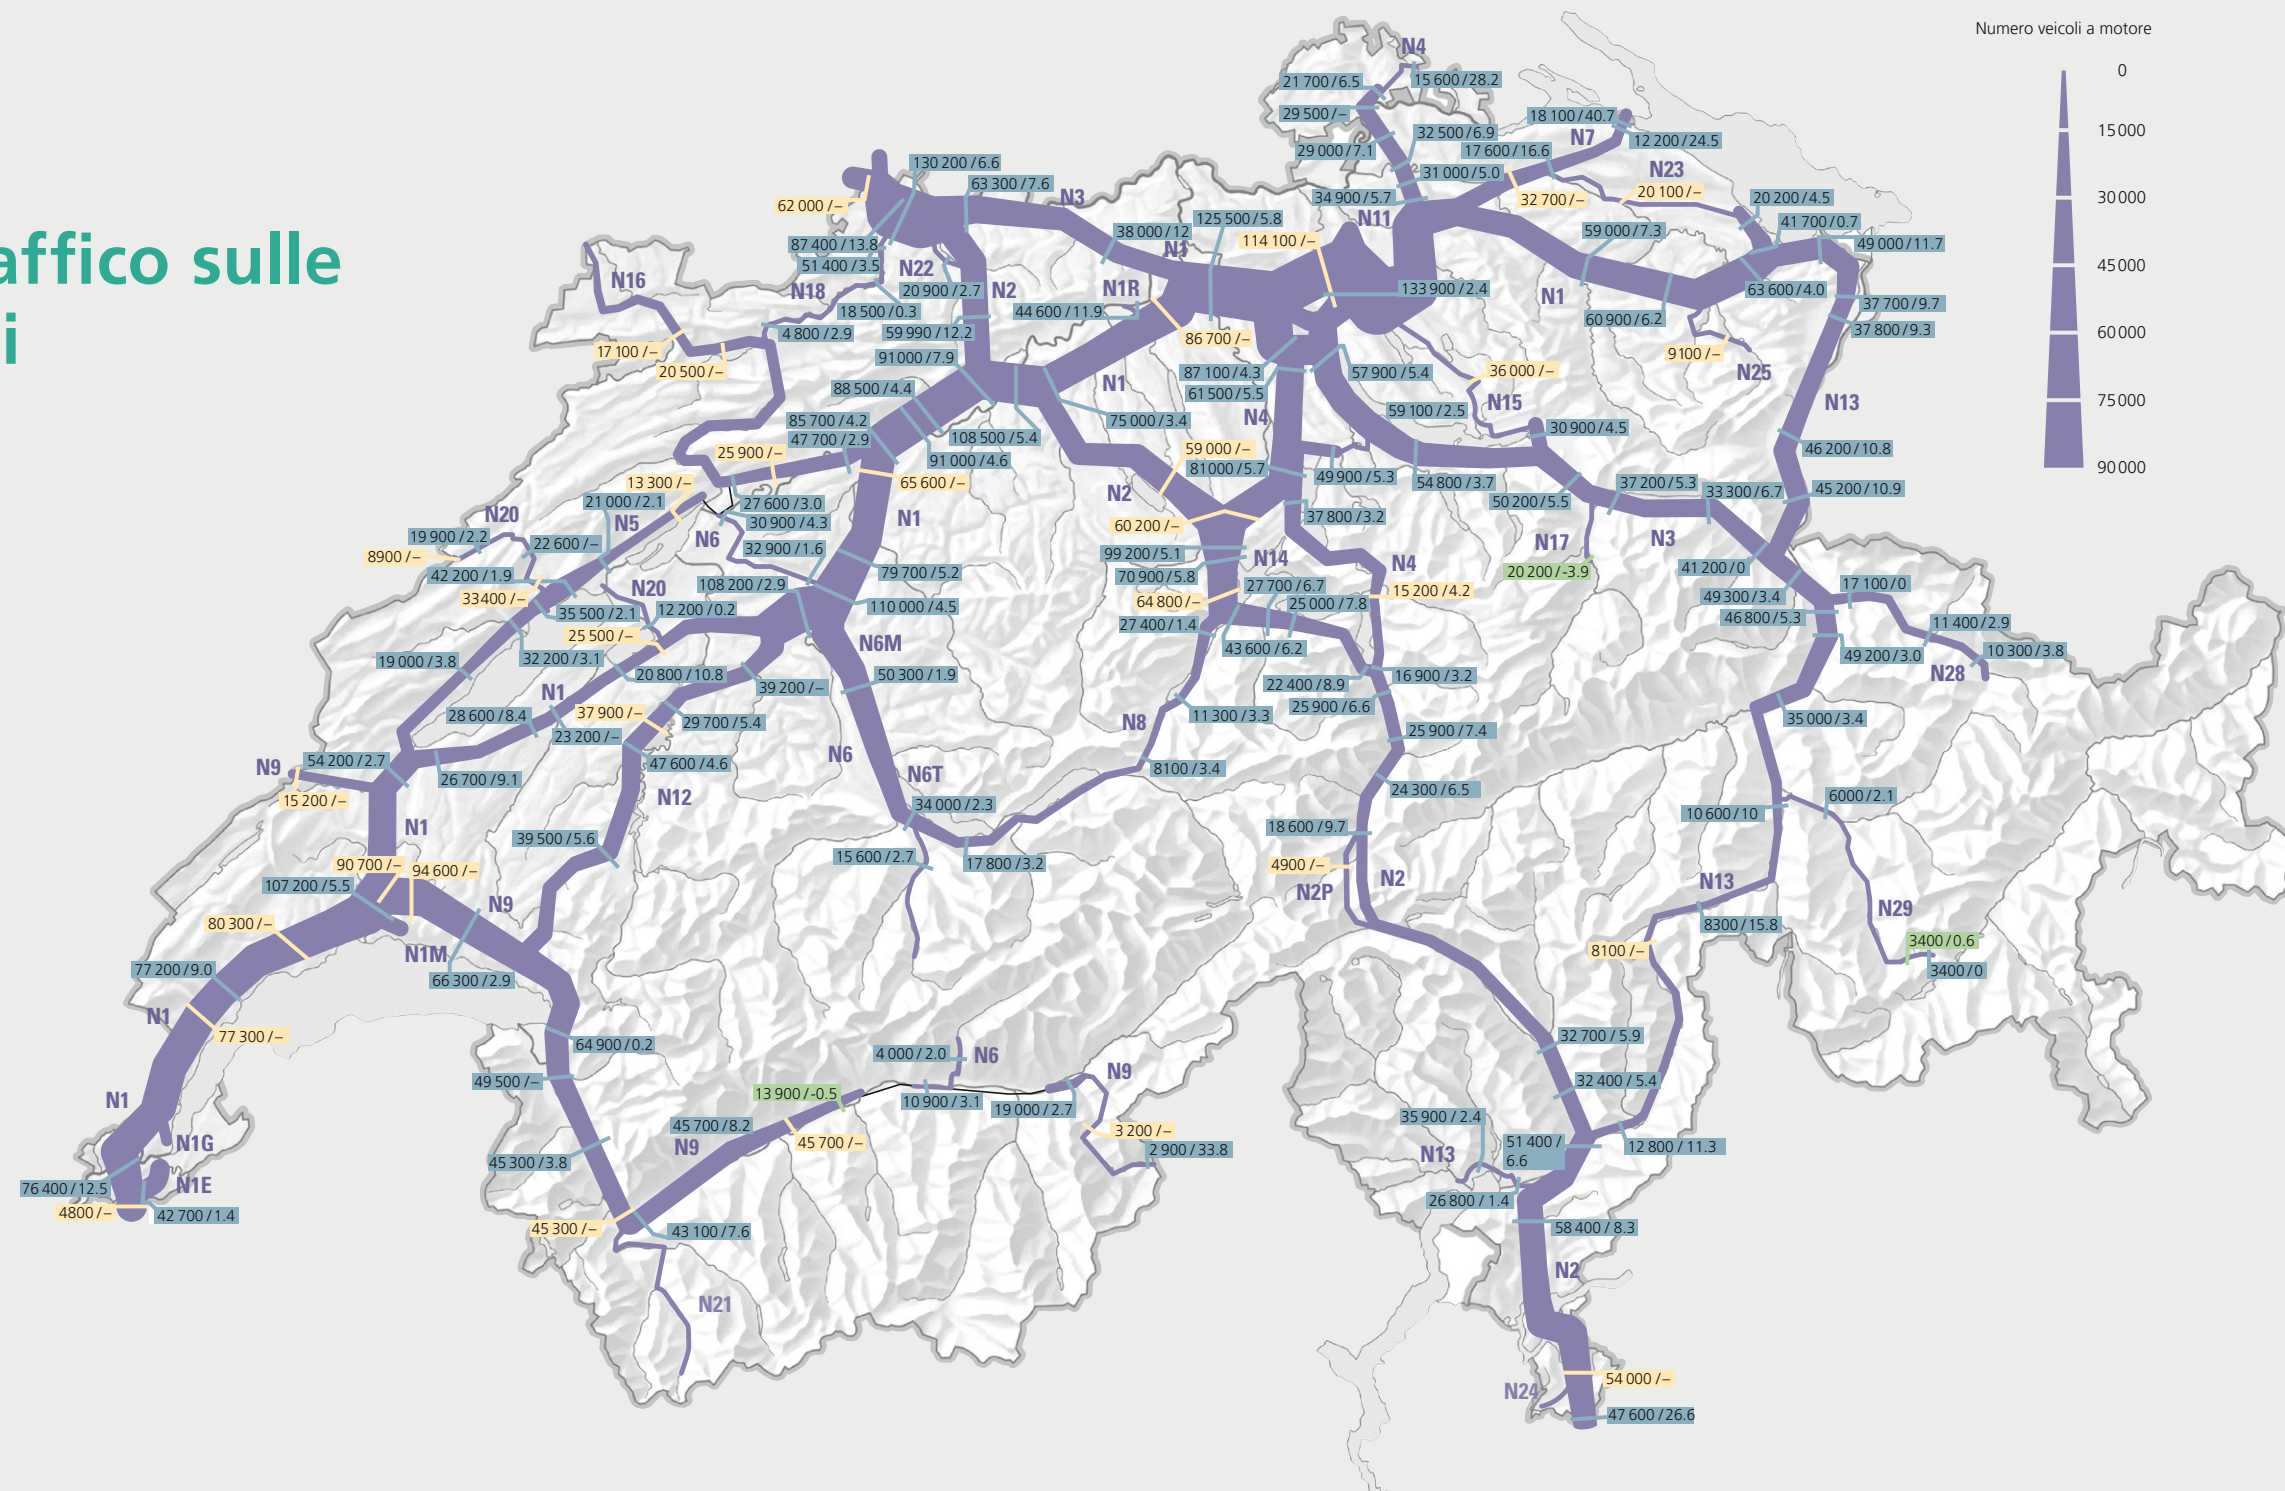 affico sulle
i
Numero veicoli a motore
0
15 000
30 000
45 000
60 000
75 000
90 000
N4
21 700 / 6.5
15 600 / 28.2
29 500 / –
32 500 / 6.9
29 000 / 7.1
18 100 / 40.7
N7
12 200 / 24.5
17 600 / 16.6
N23
31 000 / 5.0
34 900 / 5.7
32 700 / –
20 100 / –
20 200 / 4.5
41 700 / 0.7
49 000 / 11.7
130 200 / 6.6
63 300 / 7.6
N3
62 000 / –
125 500 / 5.8
38 000 / 12
N1
114 100 / –
N11
59 000 / 7.3
87 400 / 13.8
51 400 / 3.5
N22
N16
N18
20 900 / 2.7
N2
N1R
133 900 / 2.4
N1
63 600 / 4.0
37 700 / 9.7
18 500 / 0.3
44 600 / 11.9
60 900 / 6.2
37 800 / 9.3
4 800 / 2.9
59 990 / 12.2
86 700 / –
17 100 / –
20 500 / –
91 000 / 7.9
9100 / –
N25
87 100 / 4.3
57 900 / 5.4
36 000 / –
N1
88 500 / 4.4
61 500 / 5.5
N15
N13
85 700 / 4.2
75 000 / 3.4
N4
59 100 / 2.5
30 900 / 4.5
47 700 / 2.9
108 500 / 5.4
25 900 / –
91 000 / 4.6
59 000 / –
46 200 / 10.8
81 000 / 5.7
13 300 / –
65 600 / –
49 900 / 5.3
54 800 / 3.7
37 200 / 5.3
33 300 / 6.7
45 200 / 10.9
21 000 / 2.1
27 600 / 3.0
N2
50 200 / 5.5
N20
N5
30 900 / 4.3
N1
60 200 / –
37 800 / 3.2
19 900 / 2.2
22 600 / –
N6
32 900 / 1.6
99 200 / 5.1
N14
N17
N3
8900 / –
N4
42 200 / 1.9
108 200 / 2.9
79 700 / 5.2
70 900 / 5.8
27 700 / 6.7
20 200 / -3.9
41 200 / 0
17 100 / 0
33400 / –
N20
15 200 / 4.2
35 500 / 2.1
12 200 / 0.2
110 000 / 4.5
64 800 / –
25 000 / 7.8
49 300 / 3.4
25 500 / –
27 400 / 1.4
46 800 / 5.3
11 400 / 2.9
N6M
19 000 / 3.8
32 200 / 3.1
43 600 / 6.2
49 200 / 3.0
10 300 / 3.8
20 800 / 10.8
50 300 / 1.9
16 900 / 3.2
N28
N1
39 200 / –
22 400 / 8.9
28 600 / 8.4
37 900 / –
29 700 / 5.4
N8
11 300 / 3.3
25 900 / 6.6
35 000 / 3.4
23 200 / –
25 900 / 7.4
N9
54 200 / 2.7
47 600 / 4.6
N6
26 700 / 9.1
8100 / 3.4
N6T
15 200 / –
N12
24 300 / 6.5
34 000 / 2.3
6000 / 2.1
10 600 / 10
N1
39 500 / 5.6
18 600 / 9.7
15 600 / 2.7
17 800 / 3.2
90 700 / –
94 600 / –
4900 / –
107 200 / 5.5
N2P
N2
N13
N9
N29
80 300 / –
8300 / 15.8
N1M
8100 / –
3400 / 0.6
77 200 / 9.0
66 300 / 2.9
3400 / 0
N1
77 300 / –
64 900 / 0.2
32 700 / 5.9
4 000 / 2.0
N6
49 500 / –
N9
32 400 / 5.4
13 900 / -0.5
10 900 / 3.1
19 000 / 2.7
N1
35 900 / 2.4
45 700 / 8.2
45 700 / –
3 200 / –
N1G
N9
51 400 /
6.6
12 800 / 11.3
45 300 / 3.8
2 900 / 33.8
N13
N1E
76 400 / 12.5
26 800 / 1.4
4800 / –
42 700 / 1.4
45 300 / –
43 100 / 7.6
58 400 / 8.3
N2
N21
54 000 / –
N24
47 600 / 26.6